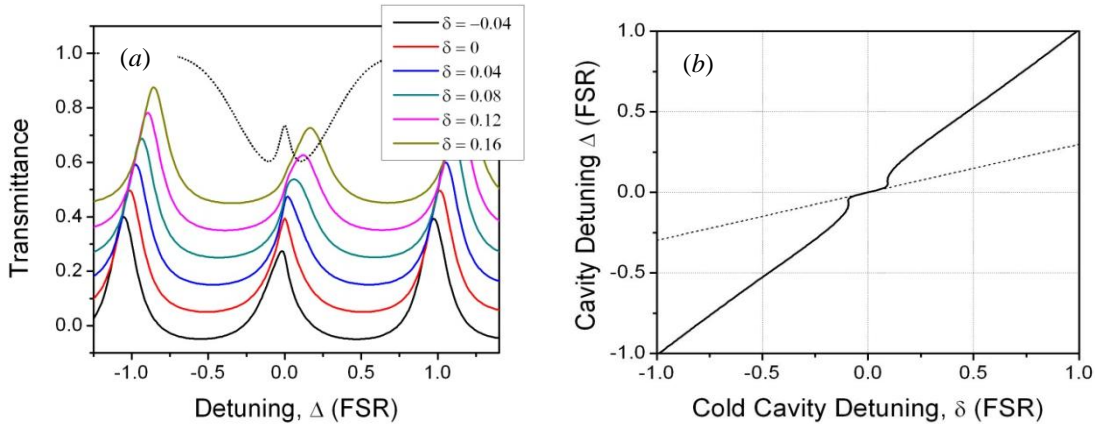 (a)
δ = −0.04
δ = 0
δ = 0.04
δ = 0.08
δ = 0.12
δ = 0.16
Transmittance
1.0
0.8
0.6
0.4
0.2
0.0
-1.0 -0.5 0.0 0.5 1.0
Detuning, Δ (FSR)
(b)
Cavity Detuning Δ (FSR)
1.0
0.5
0.0
-0.5
-1.0
-1.0 -0.5 0.0 0.5 1.0
Cold Cavity Detuning, δ (FSR)